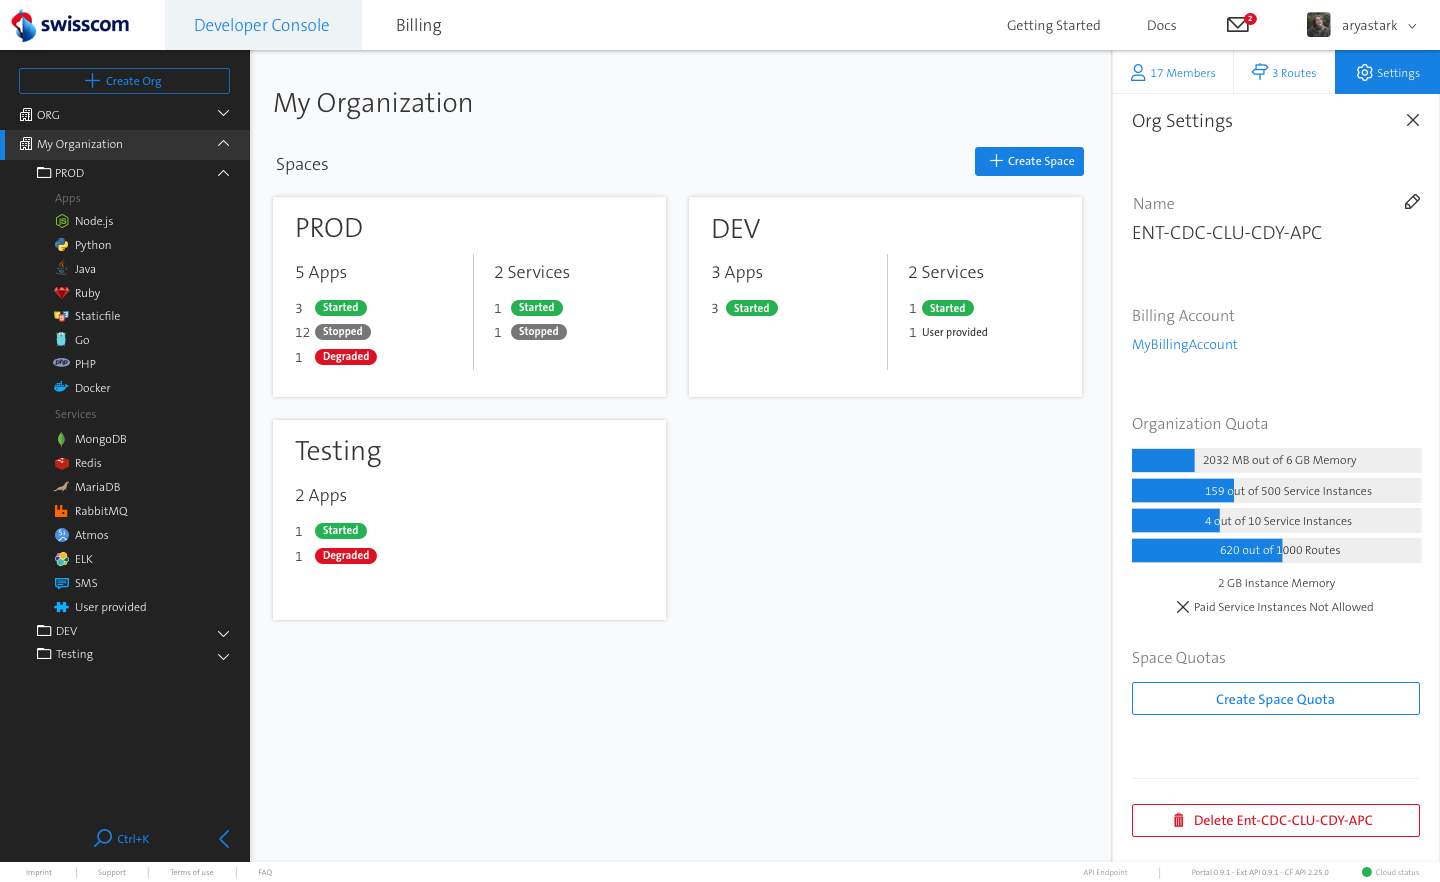 swisscom
Developer Console
Billing
Getting Started
Docs
2
aryastark
Create Org
ORG
My Organization
PROD
Apps
Node.js
Python
Java
Ruby
Staticfile
Go
php PHP
Docker
Services
MongoDB
Redis
MariaDB
RabbitMQ
Atmos
ELK
SMS
User provided
DEV
Testing
Ctrl+K
My Organization
Spaces
Create Space
PROD
5 Apps
3 Started
12 Stopped
1 Degraded
2 Services
1 Started
1 Stopped
DEV
3 Apps
3 Started
2 Services
1 Started
1 User provided
Testing
2 Apps
1 Started
1 Degraded
17 Members
3 Routes
Settings
Org Settings
Name
ENT-CDC-CLU-CDY-APC
Billing Account
MyBillingAccount
Organization Quota
2032 MB out of 6 GB Memory
159 out of 500 Service Instances
4 out of 10 Service Instances
620 out of 1000 Routes
2 GB Instance Memory
Paid Service Instances Not Allowed
Space Quotas
Create Space Quota
Delete Ent-CDC-CLU-CDY-APC
Imprint
Support
Terms of use
FAQ
API Endpoint
Portal 0.9.1 - Ext API 0.9.1 - CF API 2.25.0
Cloud status